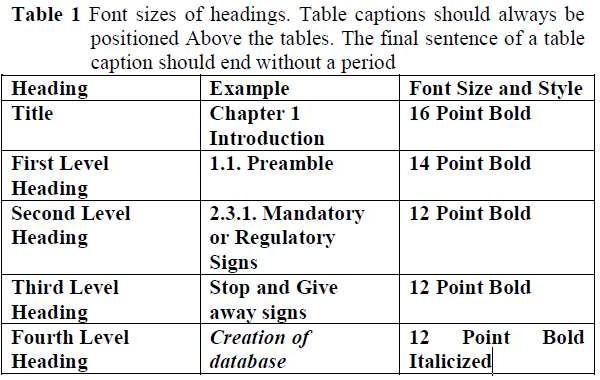 Table 1 Font sizes of headings. Table captions should always be
positioned Above the tables. The final sentence of a table
caption should end without a period
Heading Example Font Size and Style
Title Chapter 1 16 Point Bold
Introduction
First Level 1.1. Preamble 14 Point Bold
Heading
Second Level 2.3.1. Mandatory 12 Point Bold
Heading or Regulatory
Signs
Third Level Stop and Give 12 Point Bold
Heading away signs
Fourth Level Creation of 12 Point Bold
Heading database Italicized